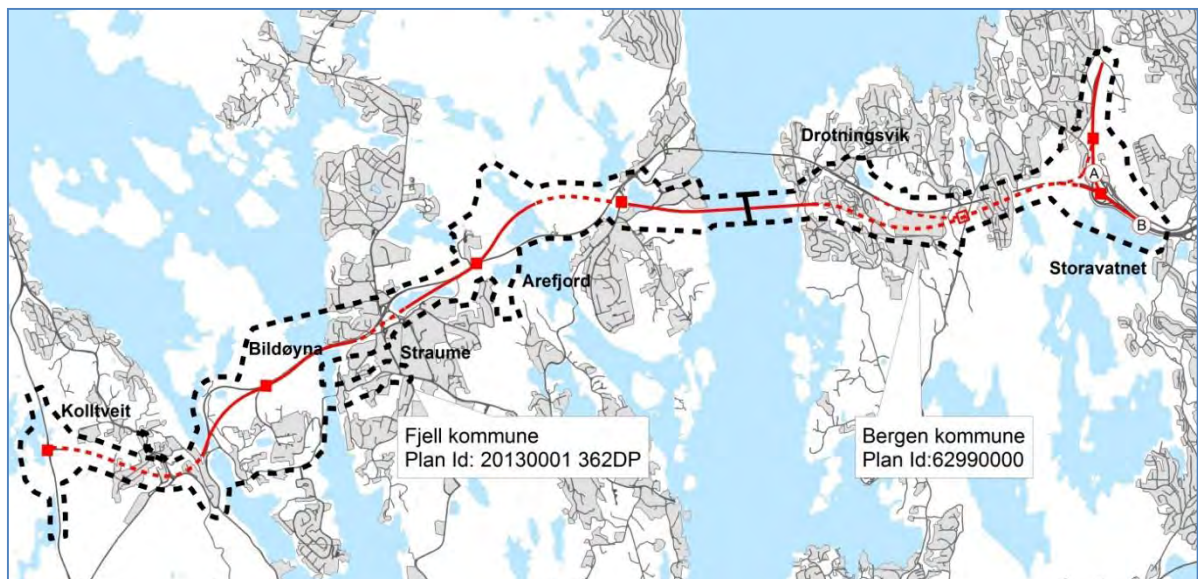 Drotningsvik
A
B
Storavatnet
Arefjord
Bildøyna
Straume
Kolltveit
Fjell kommune
Plan Id: 20130001 362DP
Bergen kommune
Plan Id:62990000